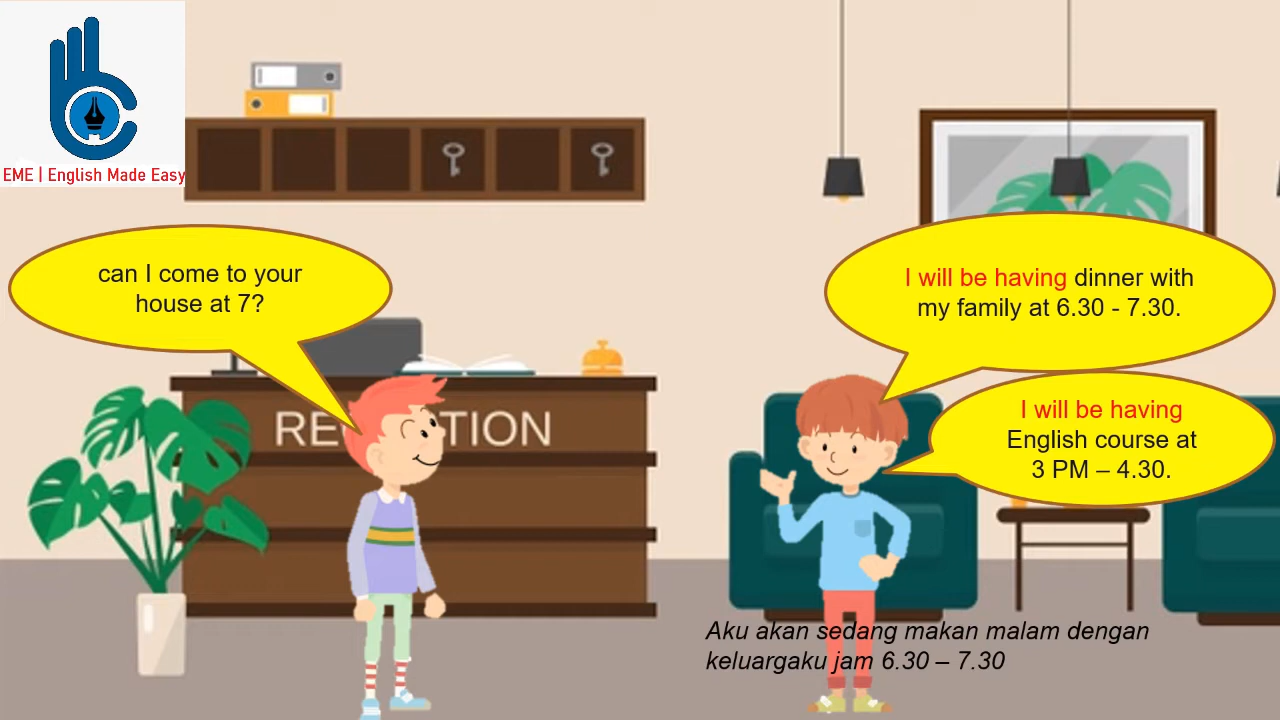 EME | English Made Easy
can I come to your
house at 7?
I will be having dinner with
my family at 6.30 - 7.30.
I will be having
English course at
3 PM – 4.30.
Aku akan sedang makan malam dengan
keluargaku jam 6.30 – 7.30